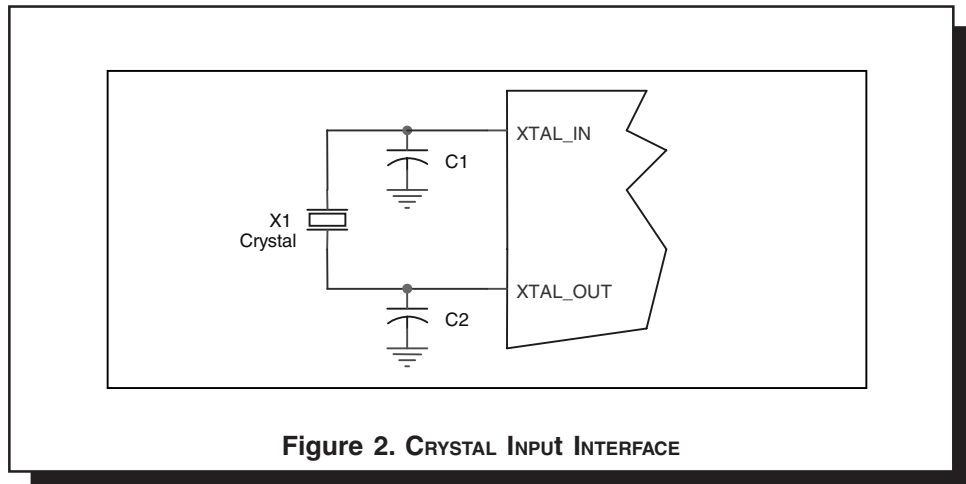 XTAL_IN
C1
X1
Crystal
XTAL_OUT
C2
Figure 2. CRYSTAL INPUT INTERFACE